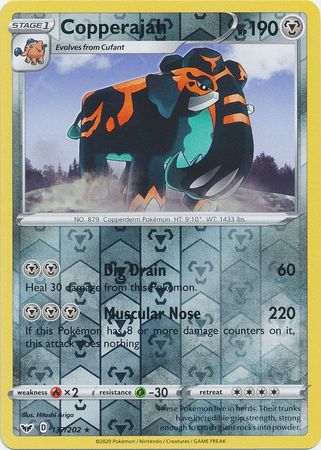 STAGE 1
Copperajah
HP 190
Evolves from Cufant
NO. 879 Copperderm Pokémon HT: 9'10" WT: 1433 lbs.
Dig Drain 60
Heal 30 damage from this Pokémon.
Muscular Nose 220
If this Pokémon has 8 or more damage counters on it,
this attack does nothing.
weakness ×2 resistance -30 retreat
Illus. Hitoshi Ariga
D 137/202 ★
These Pokémon live in herds. Their trunks have incredible
grip strength, strong
enough to crush giant rocks into powder.
©2020 Pokémon / Nintendo / Creatures / GAME FREAK